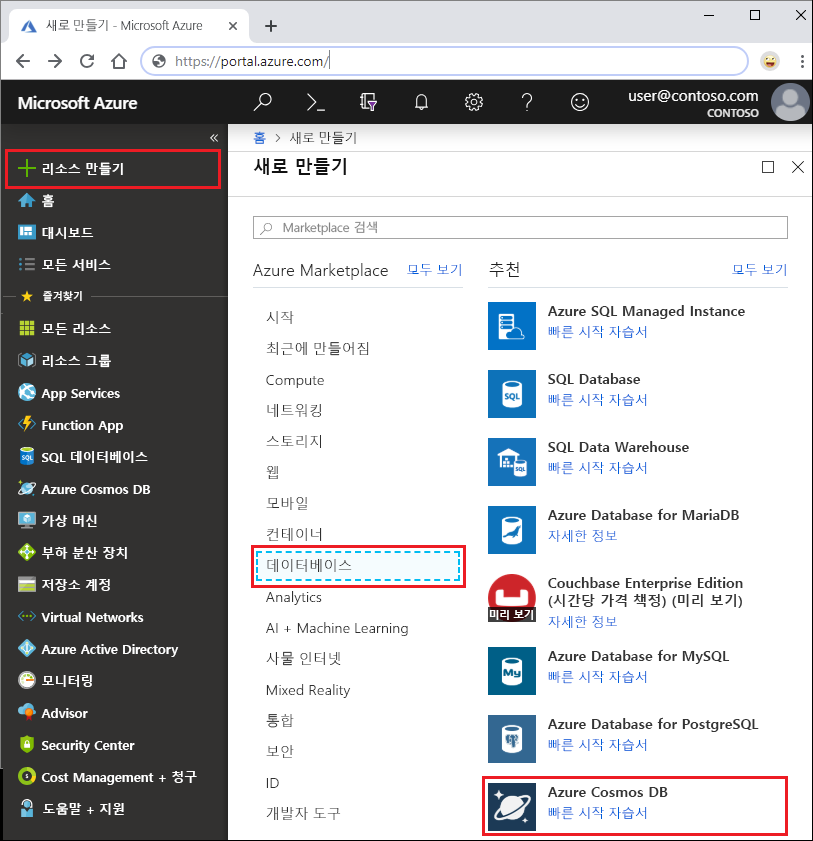 새로 만들기 - Microsoft Azure
https://portal.azure.com/
Microsoft Azure
user@contoso.com
CONTOSO
리소스 만들기
홈
대시보드
모든 서비스
즐겨찾기
모든 리소스
리소스 그룹
App Services
Function App
SQL 데이터베이스
Azure Cosmos DB
가상 머신
부하 분산 장치
저장소 계정
Virtual Networks
Azure Active Directory
모니터링
Advisor
Security Center
Cost Management + 청구
도움말 + 지원
홈 > 새로 만들기
새로 만들기
Marketplace 검색
Azure Marketplace 모두 보기
시작
최근에 만들어짐
Compute
네트워킹
스토리지
웹
모바일
컨테이너
데이터베이스
Analytics
AI + Machine Learning
사물 인터넷
Mixed Reality
통합
보안
ID
개발자 도구
추천 모두 보기
Azure SQL Managed Instance
빠른 시작 자습서
SQL Database
빠른 시작 자습서
SQL Data Warehouse
빠른 시작 자습서
Azure Database for MariaDB
자세한 정보
Couchbase Enterprise Edition
(시간당 가격 책정) (미리 보기)
미리 보기
자세한 정보
Azure Database for MySQL
빠른 시작 자습서
Azure Database for PostgreSQL
빠른 시작 자습서
Azure Cosmos DB
빠른 시작 자습서